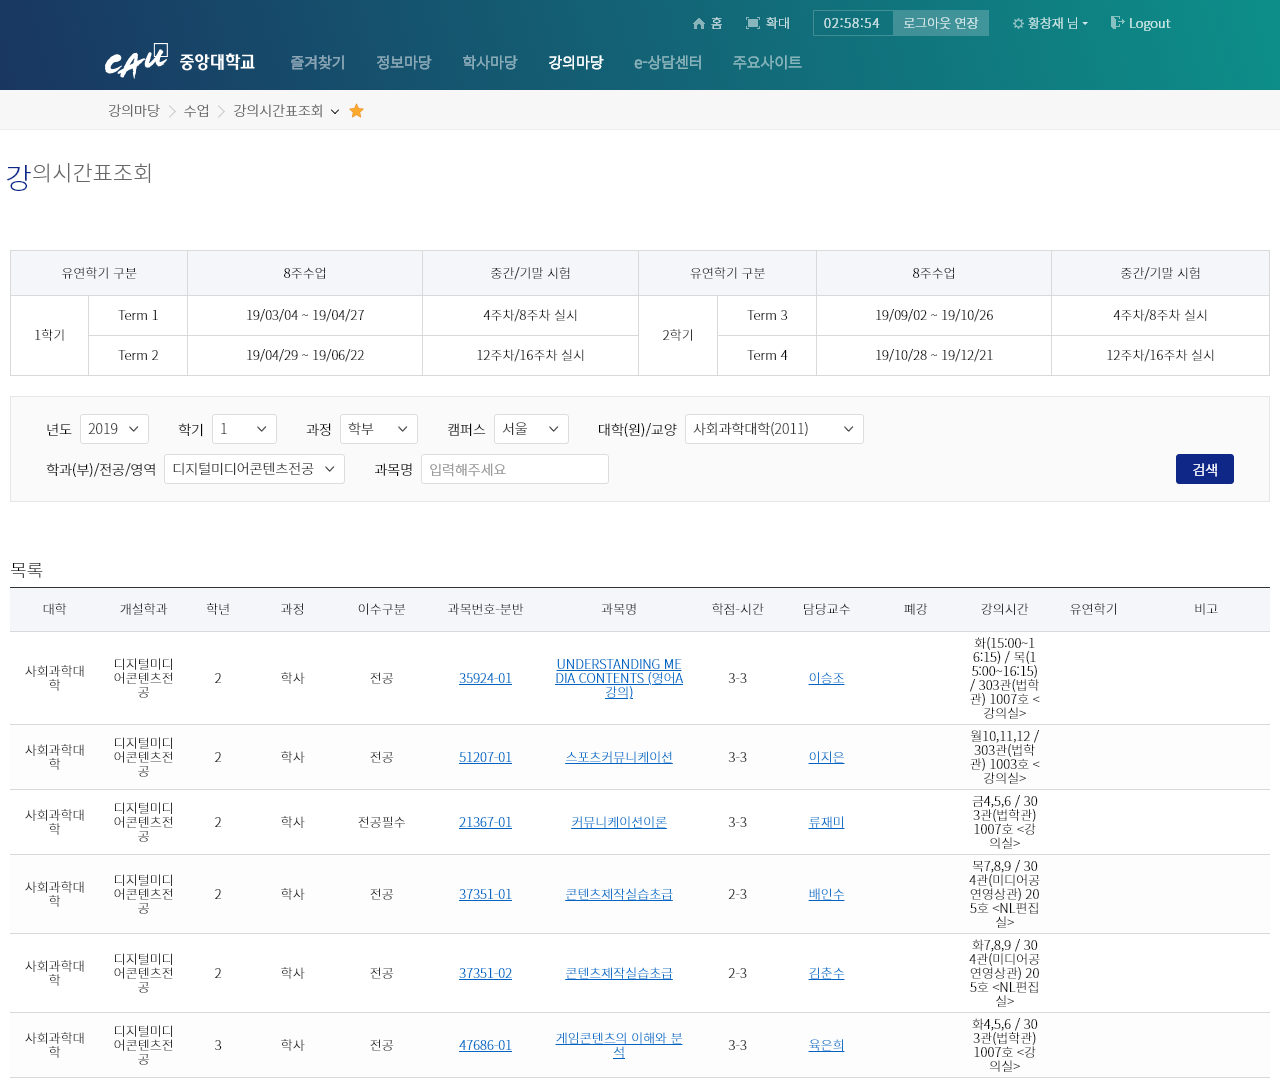 홈 확대 02:58:54 로그아웃 연장 황창재 님 Logout
CAU 중앙대학교 즐겨찾기 정보마당 학사마당 강의마당 e-상담센터 주요사이트
강의마당 수업 강의시간표조회
강의시간표조회
유연학기 구분 8주수업 중간/기말 시험 유연학기 구분 8주수업 중간/기말 시험
1학기 Term 1 19/03/04 ~ 19/04/27 4주차/8주차 실시 2학기 Term 3 19/09/02 ~ 19/10/26 4주차/8주차 실시
Term 2 19/04/29 ~ 19/06/22 12주차/16주차 실시 Term 4 19/10/28 ~ 19/12/21 12주차/16주차 실시
년도 2019 학기 1 과정 학부 캠퍼스 서울 대학(원)/교양 사회과학대학(2011)
학과(부)/전공/영역 디지털미디어콘텐츠전공 과목명 입력해주세요 검색
목록
대학 개설학과 학년 과정 이수구분 과목번호-분반 과목명 학점-시간 담당교수 폐강 강의시간 유연학기 비고
사회과학대
학
디지털미디
어콘텐츠전
공
2 학사 전공 35924-01
UNDERSTANDING ME
DIA CONTENTS (영어A
강의)
3-3 이승조
화(15:00~1
6:15) / 목(1
5:00~16:15)
/ 303관(법학
관) 1007호 <
강의실>
사회과학대
학
디지털미디
어콘텐츠전
공
2 학사 전공 51207-01 스포츠커뮤니케이션 3-3 이지은
월10,11,12 /
303관(법학
관) 1003호 <
강의실>
사회과학대
학
디지털미디
어콘텐츠전
공
2 학사 전공필수 21367-01 커뮤니케이션이론 3-3 류재미
금4,5,6 / 30
3관(법학관)
1007호 <강
의실>
사회과학대
학
디지털미디
어콘텐츠전
공
2 학사 전공 37351-01 콘텐츠제작실습초급 2-3 배인수
목7,8,9 / 30
4관(미디어공
연영상관) 20
5호 <NL편집
실>
사회과학대
학
디지털미디
어콘텐츠전
공
2 학사 전공 37351-02 콘텐츠제작실습초급 2-3 김춘수
화7,8,9 / 30
4관(미디어공
연영상관) 20
5호 <NL편집
실>
사회과학대
학
디지털미디
어콘텐츠전
공
3 학사 전공 47686-01
게임콘텐츠의 이해와 분
석
3-3 육은희
화4,5,6 / 30
3관(법학관)
1007호 <강
의실>